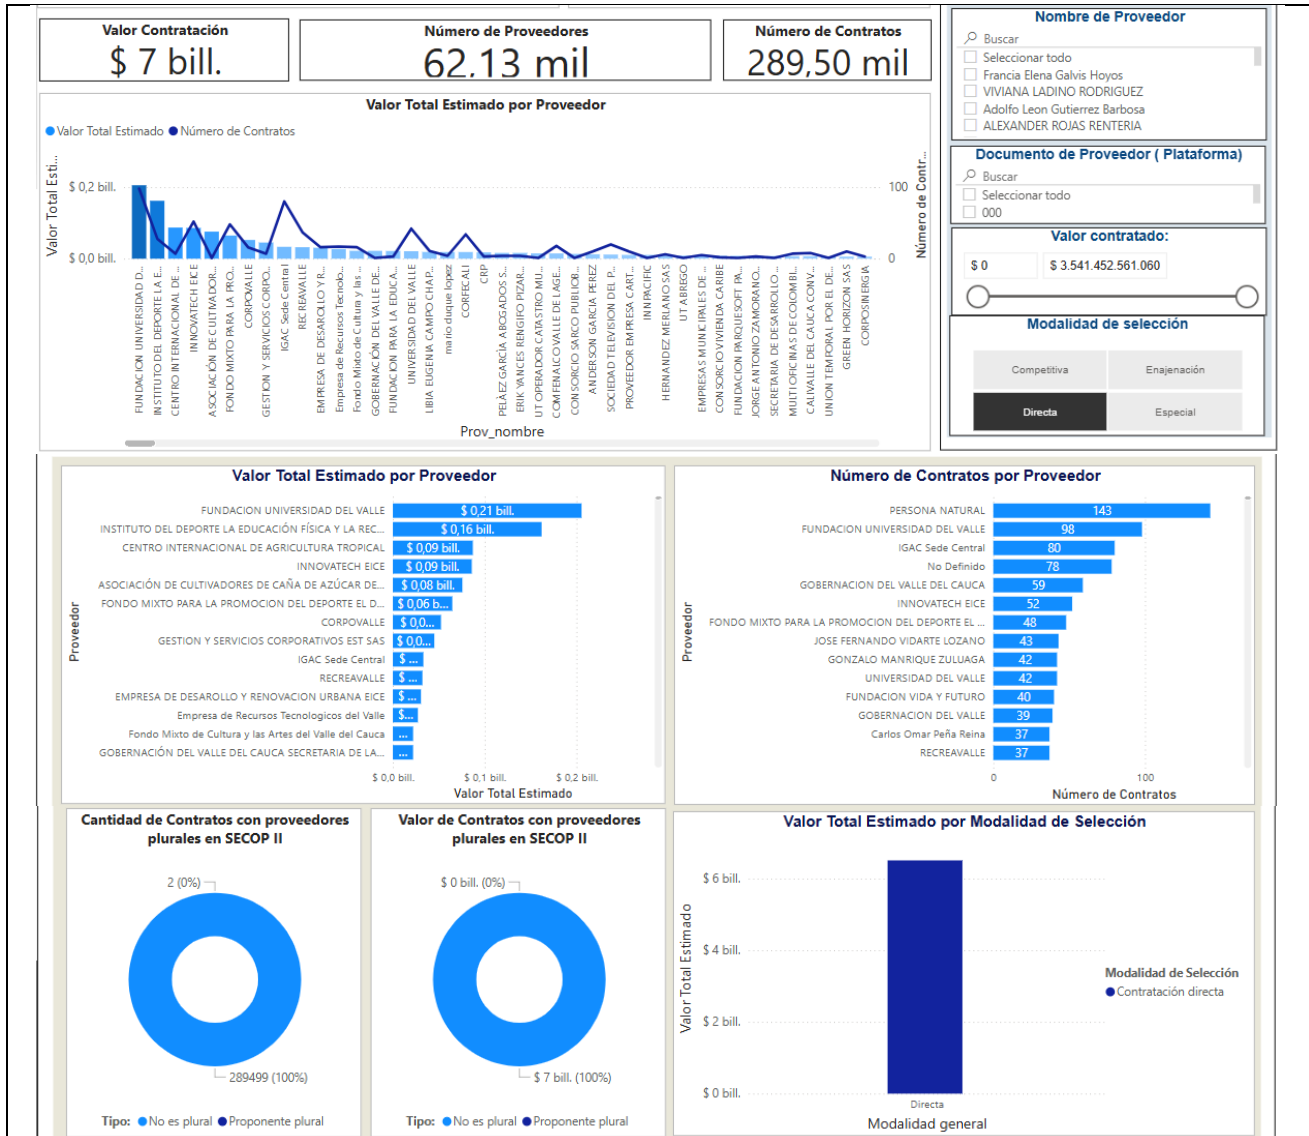 Valor Contratación
$ 7 bill.
Número de Proveedores
62,13 mil
Número de Contratos
289,50 mil
Nombre de Proveedor
Buscar
Seleccionar todo
Francia Elena Galvis Hoyos
VIVIANA LADINO RODRIGUEZ
Adolfo Leon Gutierrez Barbosa
ALEXANDER ROJAS RENTERIA
Documento de Proveedor ( Plataforma)
Buscar
Seleccionar todo
000
Valor contratado:
$ 0
$ 3.541.452.561.060
Modalidad de selección
Competitiva
Enajenación
Directa
Especial
Valor Total Estimado por Proveedor
Valor Total Estimado Número de Contratos
Valor Total Esti...
$ 0,2 bill.
$ 0,0 bill.
100
0
Número de Contr...
FUNDACION UNIVERSIDAD D...
INSTITUTO DEL DEPORTE LA E...
CENTRO INTERNACIONAL DE ...
INNOVATECH EICE
ASOCIACIÓN DE CULTIVADOR...
FONDO MIXTO PARA LA PRO...
CORPOVALLE
GESTION Y SERVICIOS CORPO...
IGAC Sede Central
RECREAVALLE
EMPRESA DE DESAROLLO Y R...
Empresa de Recursos Tecnolo...
Fondo Mixto de Cultura y las ...
GOBERNACIÓN DEL VALLE DE...
FUNDACION PARA LA EDUCA...
UNIVERSIDAD DEL VALLE
LIBIA EUGENIA CAMPO CHAP...
mario duque lopez
CORFECALI
CRP
PELÁEZ GARCÍA ABOGADOS S...
ERIK YANCES RENGIFO PIZAR...
UT OPERADOR CATASTRO MU...
COMFENALCO VALLE DE LAGE...
CONSORCIO SARCO PUBLIOB...
ANDERSON GARCIA PEREZ
SOCIEDAD TELEVISION DEL P...
PROVEEDOR EMPRESA CART...
INNPACIFIC
HERNANDEZ MERLANO SAS
UT ABREGO
EMPRESAS MUNICIPALES DE ...
CONSORCIO VIVIENDA CARIBE
FUNDACION PARQUESOFT PA...
JORGE ANTONIO ZAMORANO...
SECRETARIA DE DESARROLLO ...
MULTI OFICINAS DE COLOMBI...
CALIVALLE DEL CAUCA CONV...
UNION TEMPORAL POR EL DE...
GREEN HORIZON SAS
CORPOSINERGIA
Prov_nombre
Valor Total Estimado por Proveedor
Proveedor
FUNDACION UNIVERSIDAD DEL VALLE $ 0,21 bill.
INSTITUTO DEL DEPORTE LA EDUCACIÓN FÍSICA Y LA REC... $ 0,16 bill.
CENTRO INTERNACIONAL DE AGRICULTURA TROPICAL $ 0,09 bill.
INNOVATECH EICE $ 0,09 bill.
ASOCIACIÓN DE CULTIVADORES DE CAÑA DE AZÚCAR DE... $ 0,08 bill.
FONDO MIXTO PARA LA PROMOCION DEL DEPORTE EL D... $ 0,06 b...
CORPOVALLE $ 0,0...
GESTION Y SERVICIOS CORPORATIVOS EST SAS $ 0,0...
IGAC Sede Central $ ...
RECREAVALLE $ ...
EMPRESA DE DESAROLLO Y RENOVACION URBANA EICE $ ...
Empresa de Recursos Tecnologicos del Valle $...
Fondo Mixto de Cultura y las Artes del Valle del Cauca ...
GOBERNACIÓN DEL VALLE DEL CAUCA SECRETARIA DE LA... ...
$ 0,0 bill. $ 0,1 bill. $ 0,2 bill.
Valor Total Estimado
Número de Contratos por Proveedor
Proveedor
PERSONA NATURAL 143
FUNDACION UNIVERSIDAD DEL VALLE 98
IGAC Sede Central 80
No Definido 78
GOBERNACION DEL VALLE DEL CAUCA 59
INNOVATECH EICE 52
FONDO MIXTO PARA LA PROMOCION DEL DEPORTE EL ... 48
JOSE FERNANDO VIDARTE LOZANO 43
GONZALO MANRIQUE ZULUAGA 42
UNIVERSIDAD DEL VALLE 42
FUNDACION VIDA Y FUTURO 40
GOBERNACION DEL VALLE 39
Carlos Omar Peña Reina 37
RECREAVALLE 37
0 100
Número de Contratos
Cantidad de Contratos con proveedores
plurales en SECOP II
2 (0%)
289499 (100%)
Tipo: No es plural Proponente plural
Valor de Contratos con proveedores
plurales en SECOP II
$ 0 bill. (0%)
$ 7 bill. (100%)
Tipo: No es plural Proponente plural
Valor Total Estimado por Modalidad de Selección
Valor Total Estimado
$ 6 bill.
$ 4 bill.
$ 2 bill.
$ 0 bill.
Directa
Modalidad general
Modalidad de Selección
Contratación directa